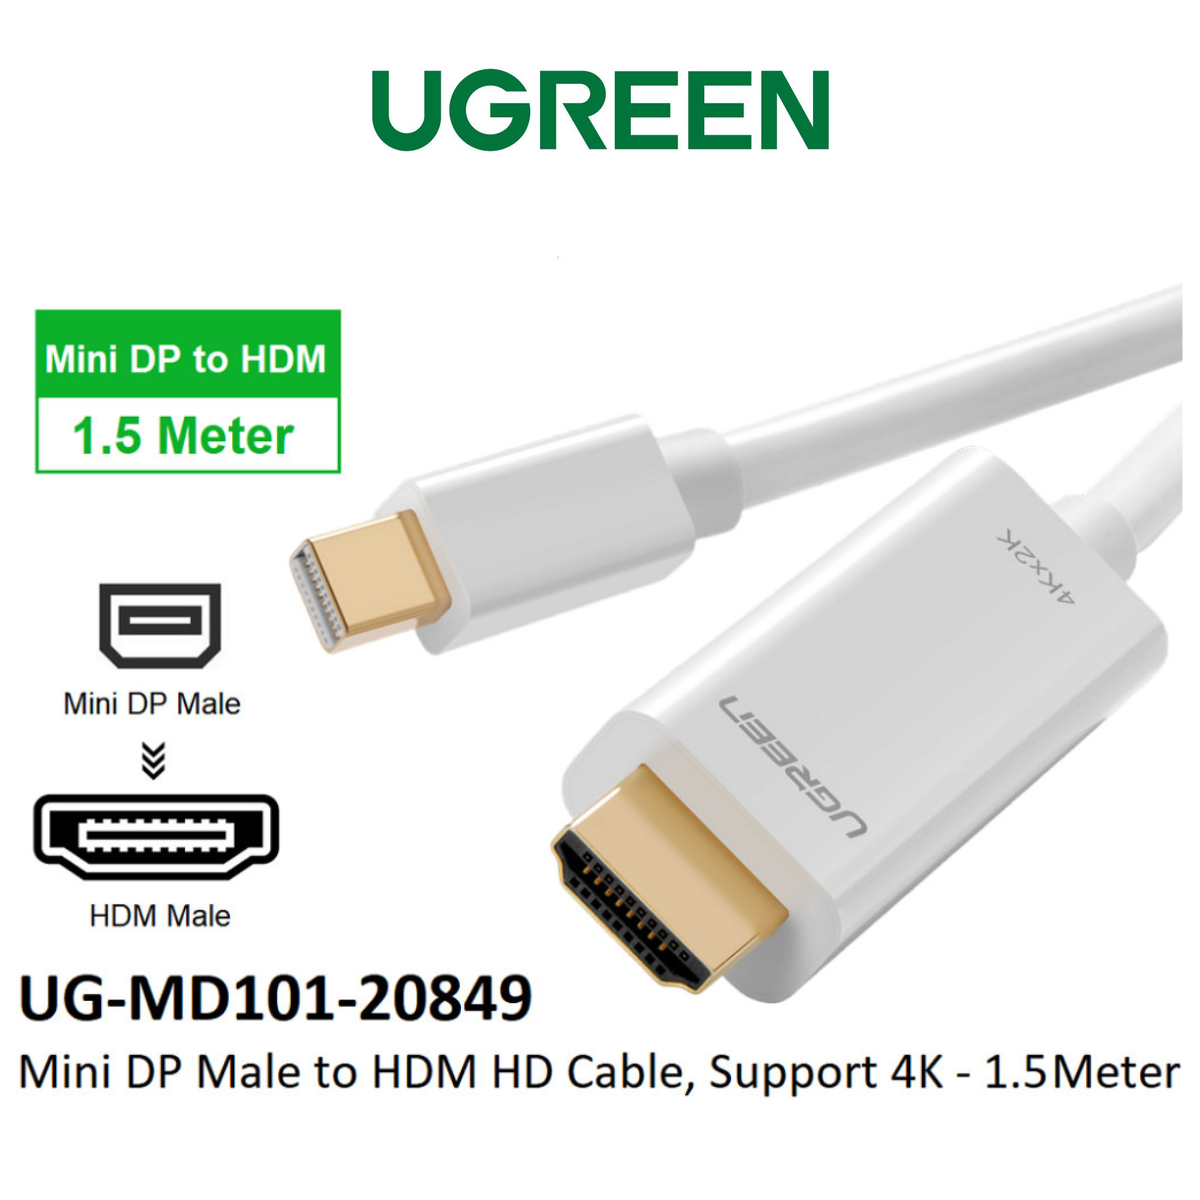 UGREEN
Mini DP to HDM
1.5 Meter
4Kx2K
UGREEN
Mini DP Male
HDM Male
UG-MD101-20849
Mini DP Male to HDM HD Cable, Support 4K - 1.5Meter